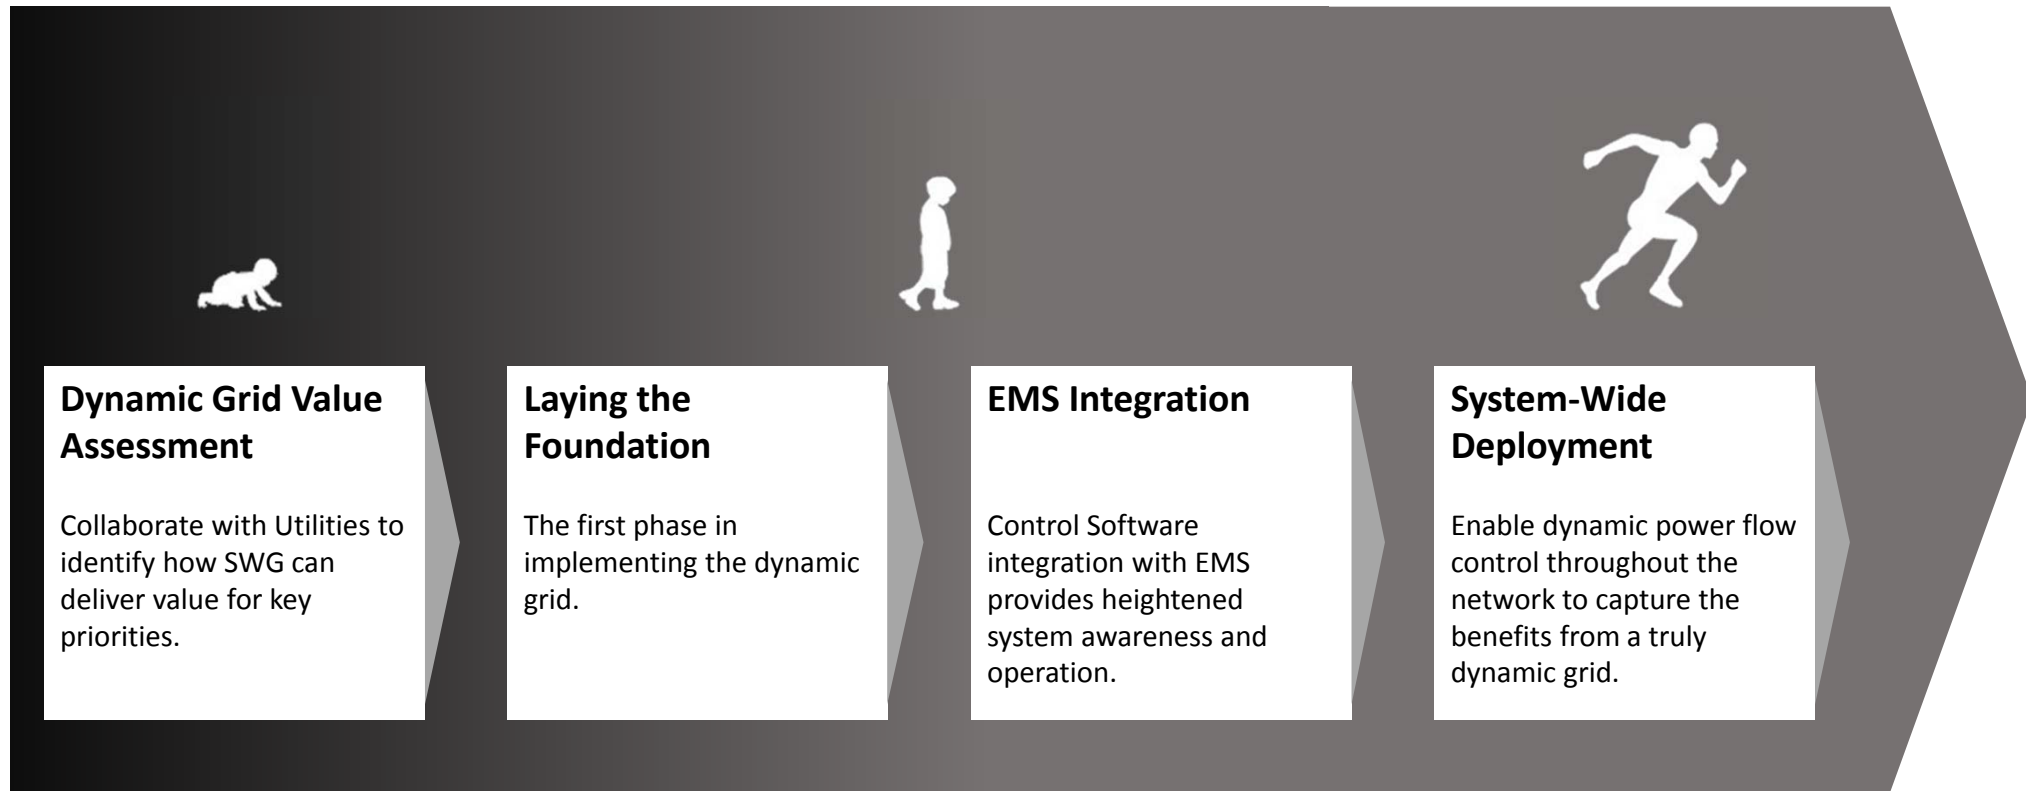 Dynamic Grid Value
Assessment
Collaborate with Utilities to
identify how SWG can
deliver value for key
priorities.
Laying the
Foundation
The first phase in
implementing the dynamic
grid.
EMS Integration
Control Software
integration with EMS
provides heightened
system awareness and
operation.
System-Wide
Deployment
Enable dynamic power flow
control throughout the
network to capture the
benefits from a truly
dynamic grid.